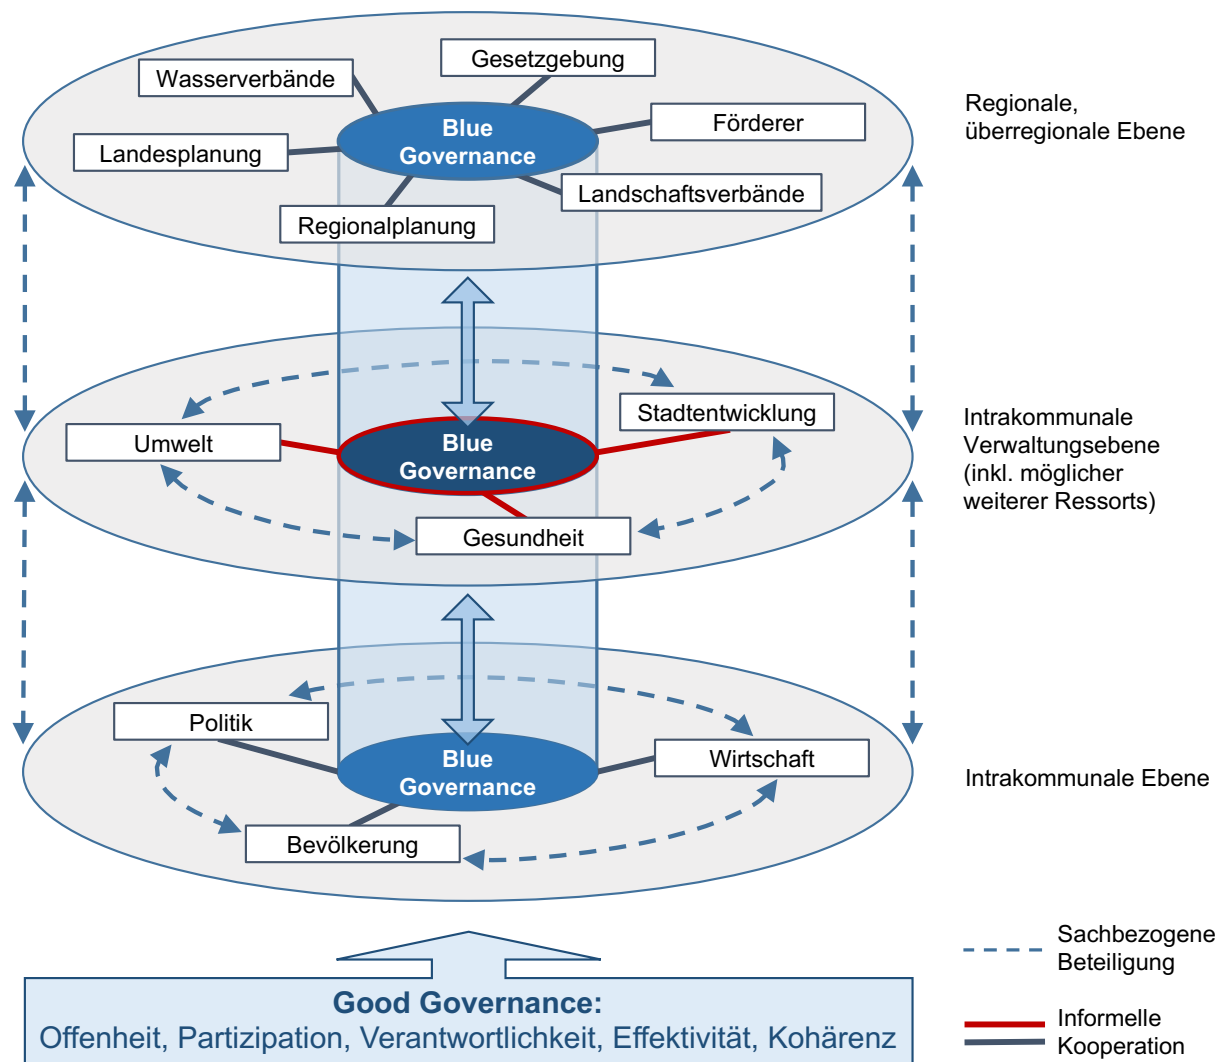 Gesetzgebung
Wasserverbände
Förderer
Blue
Governance
Landesplanung
Landschaftsverbände
Regionalplanung
Regionale,
überregionale Ebene
Stadtentwicklung
Umwelt
Blue
Governance
Gesundheit
Intrakommunale
Verwaltungsebene
(inkl. möglicher
weiterer Ressorts)
Politik
Wirtschaft
Blue
Governance
Bevölkerung
Intrakommunale Ebene
Good Governance:
Offenheit, Partizipation, Verantwortlichkeit, Effektivität, Kohärenz
Sachbezogene
Beteiligung
Informelle
Kooperation